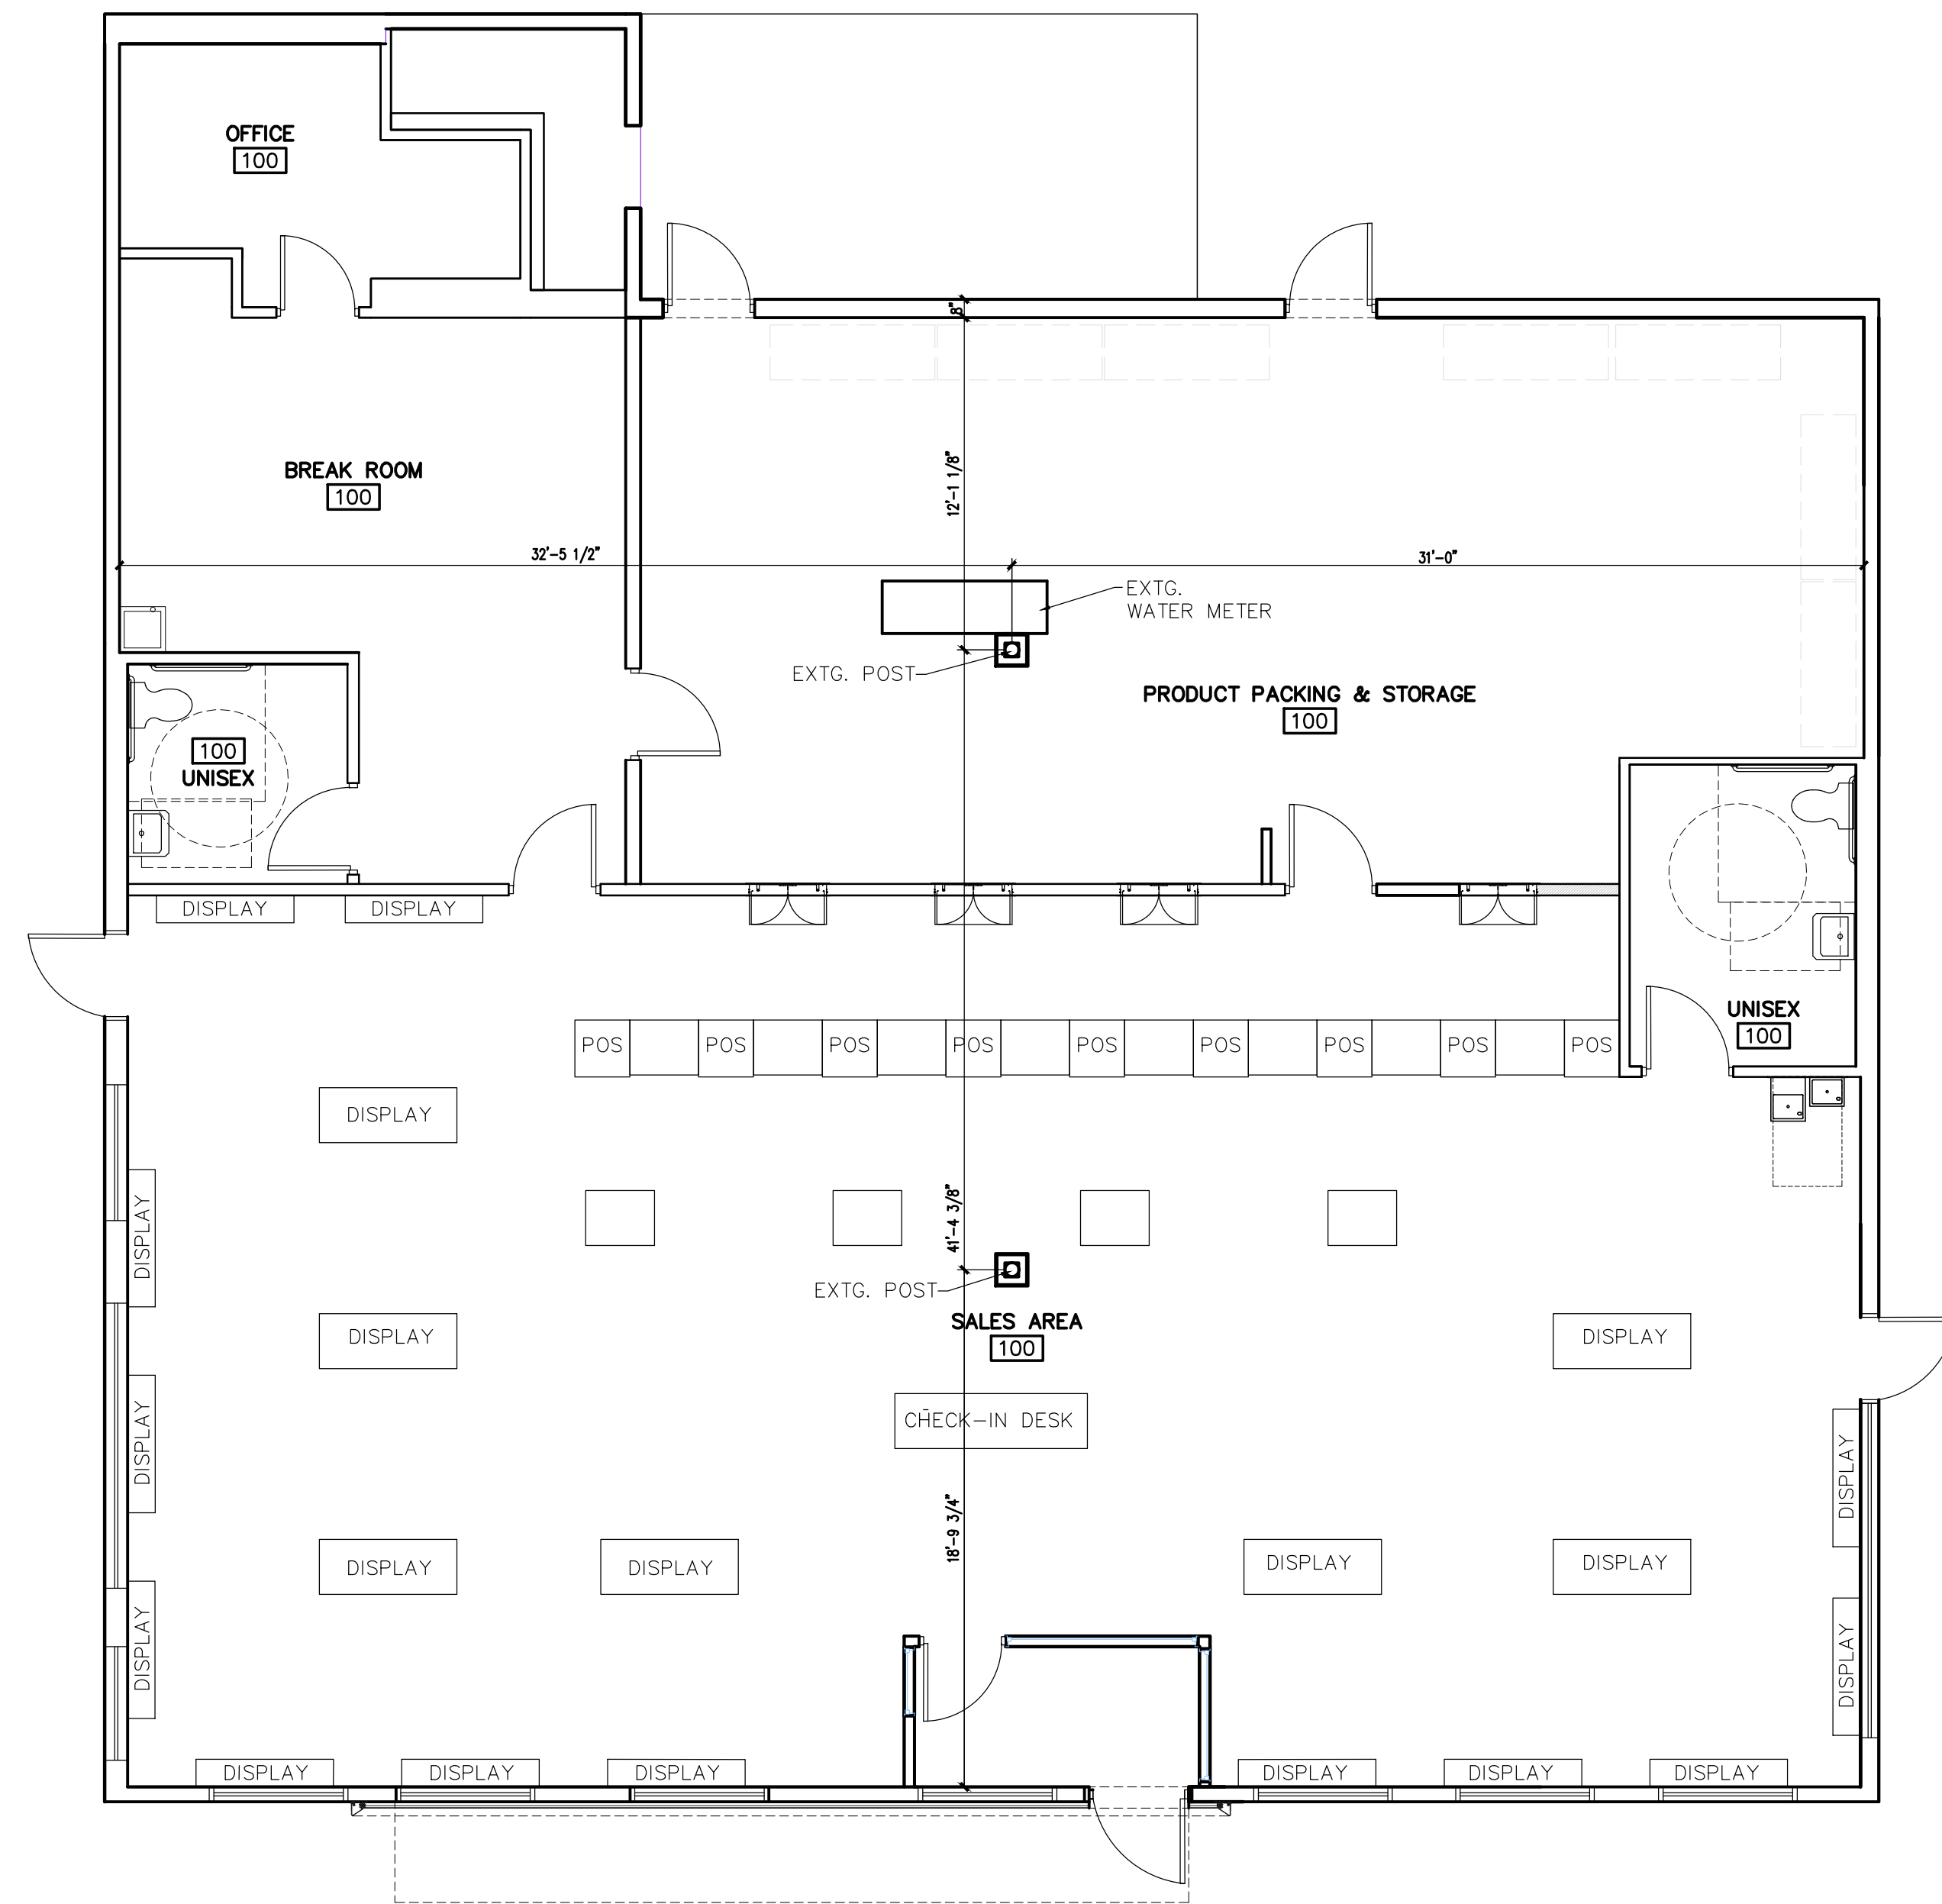 OFFICE
100
8"
BREAK ROOM
100
12'-1 1/8"
32'-5 1/2"
31'-0"
EXTG.
WATER METER
EXTG. POST
PRODUCT PACKING & STORAGE
100
100
UNISEX
DISPLAY
DISPLAY
UNISEX
100
POS
POS
POS
POS
POS
POS
POS
POS
POS
DISPLAY
DISPLAY
41'-4 3/8"
EXTG. POST
SALES AREA
100
DISPLAY
DISPLAY
CHECK-IN DESK
DISPLAY
DISPLAY
18'-9 3/4"
DISPLAY
DISPLAY
DISPLAY
DISPLAY
DISPLAY
DISPLAY
DISPLAY
DISPLAY
DISPLAY
DISPLAY
DISPLAY
DISPLAY